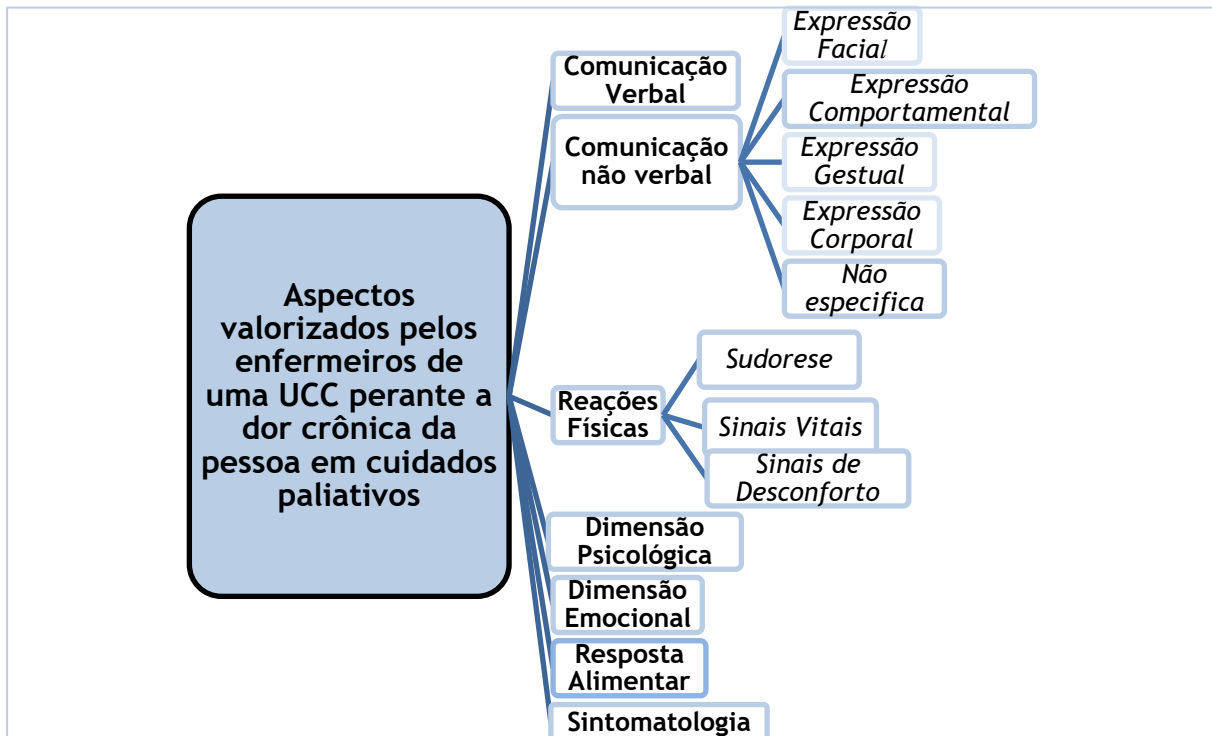 Aspectos
valorizados pelos
enfermeiros de
uma UCC perante a
dor crônica da
pessoa em cuidados
paliativos
Comunicação
Verbal
Comunicação
não verbal
Expressão
Facial
Expressão
Comportamental
Expressão
Gestual
Expressão
Corporal
Não
especifica
Reações
Físicas
Sudorese
Sinais Vitais
Sinais de
Desconforto
Dimensão
Psicológica
Dimensão
Emocional
Resposta
Alimentar
Sintomatologia